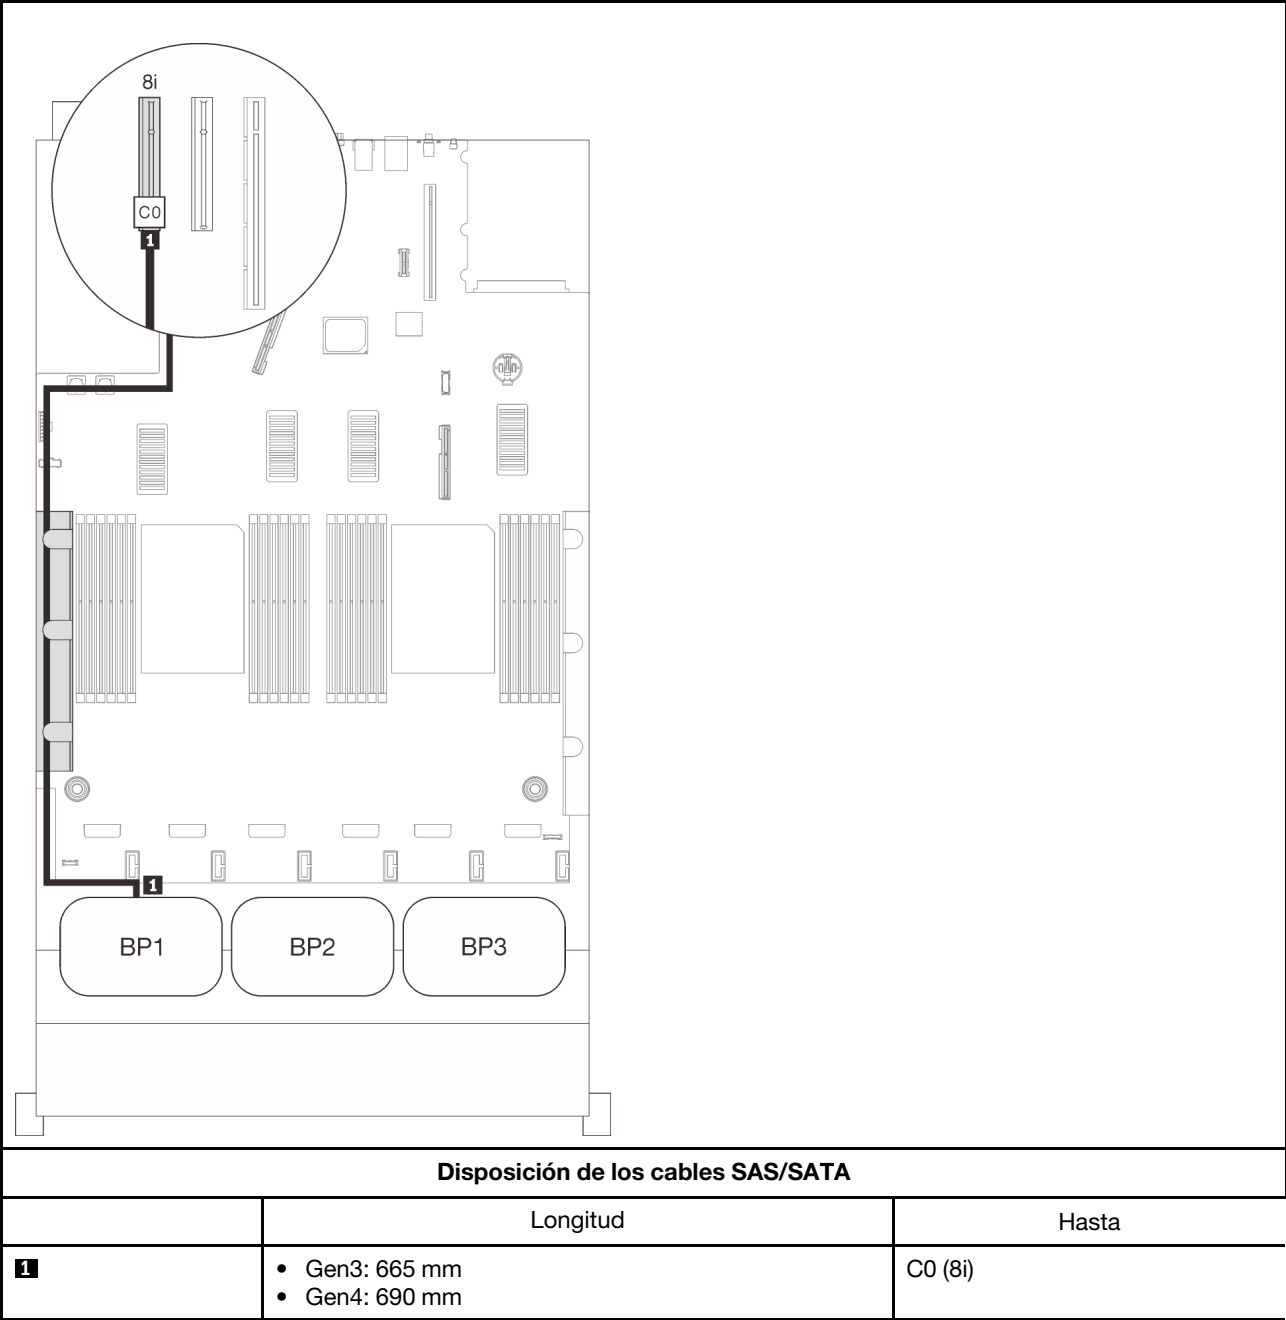 8i
C0
1
1
BP1 BP2 BP3
Disposición de los cables SAS/SATA
Longitud Hasta
1 • Gen3: 665 mm C0 (8i)
• Gen4: 690 mm